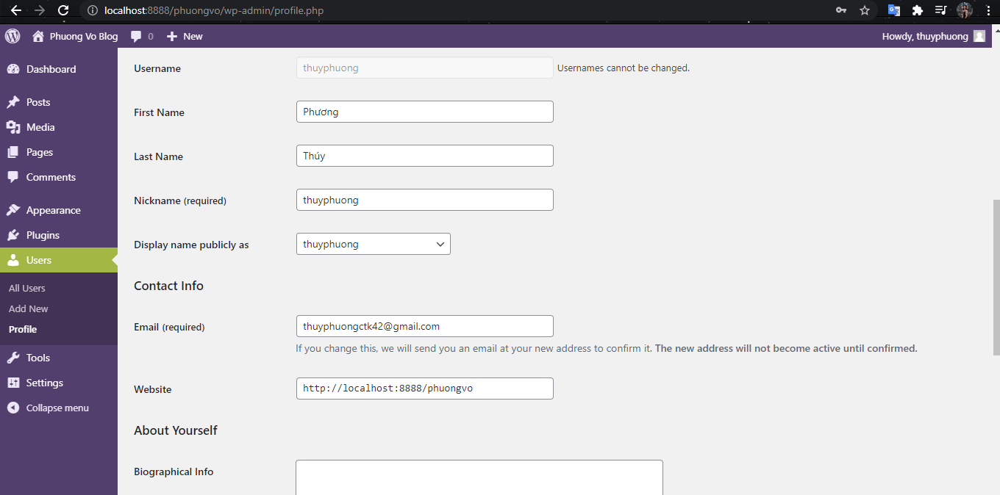 localhost:8888/phuongvo/wp-admin/profile.php
Phuong Vo Blog 0 New Howdy, thuyphuong
Dashboard
Posts
Media
Pages
Comments
Appearance
Plugins
Users
All Users
Add New
Profile
Tools
Settings
Collapse menu
Username thuyphuong Usernames cannot be changed.
First Name Phương
Last Name Thúy
Nickname (required) thuyphuong
Display name publicly as thuyphuong
Contact Info
Email (required) thuyphuongctk42@gmail.com
If you change this, we will send you an email at your new address to confirm it. The new address will not become active until confirmed.
Website http://localhost:8888/phuongvo
About Yourself
Biographical Info